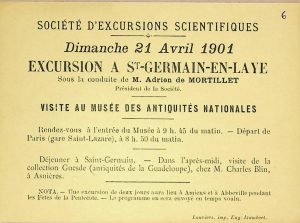 6
SOCIÉTÉ D'EXCURSIONS SCIENTIFIQUES
Dimanche 21 Avril 1901
EXCURSION A ST-GERMAIN-EN-LAYE
Sous la conduite de M. Adrien de MORTILLET
Président de la Société.
VISITE AU MUSÉE DES ANTIQUITÉS NATIONALES
Rendez-vous à l'entrée du Musée à 9 h. 45 du matin. — Départ de
Paris (gare Saint-Lazare), à 8 h. 50 du matin.
Déjeuner à Saint-Germain. — Dans l'après-midi, visite de la
collection Guesde (antiquités de la Guadeloupe), chez M. Charles Blin,
à Asnières.
NOTA. — Une excursion de deux jours aura lieu à Amiens et à Abbeville pendant
les Fêtes de la Pentecôte. — Le programme en sera envoyé en temps voulu.
Louviers, imp. Eug. Izambert.